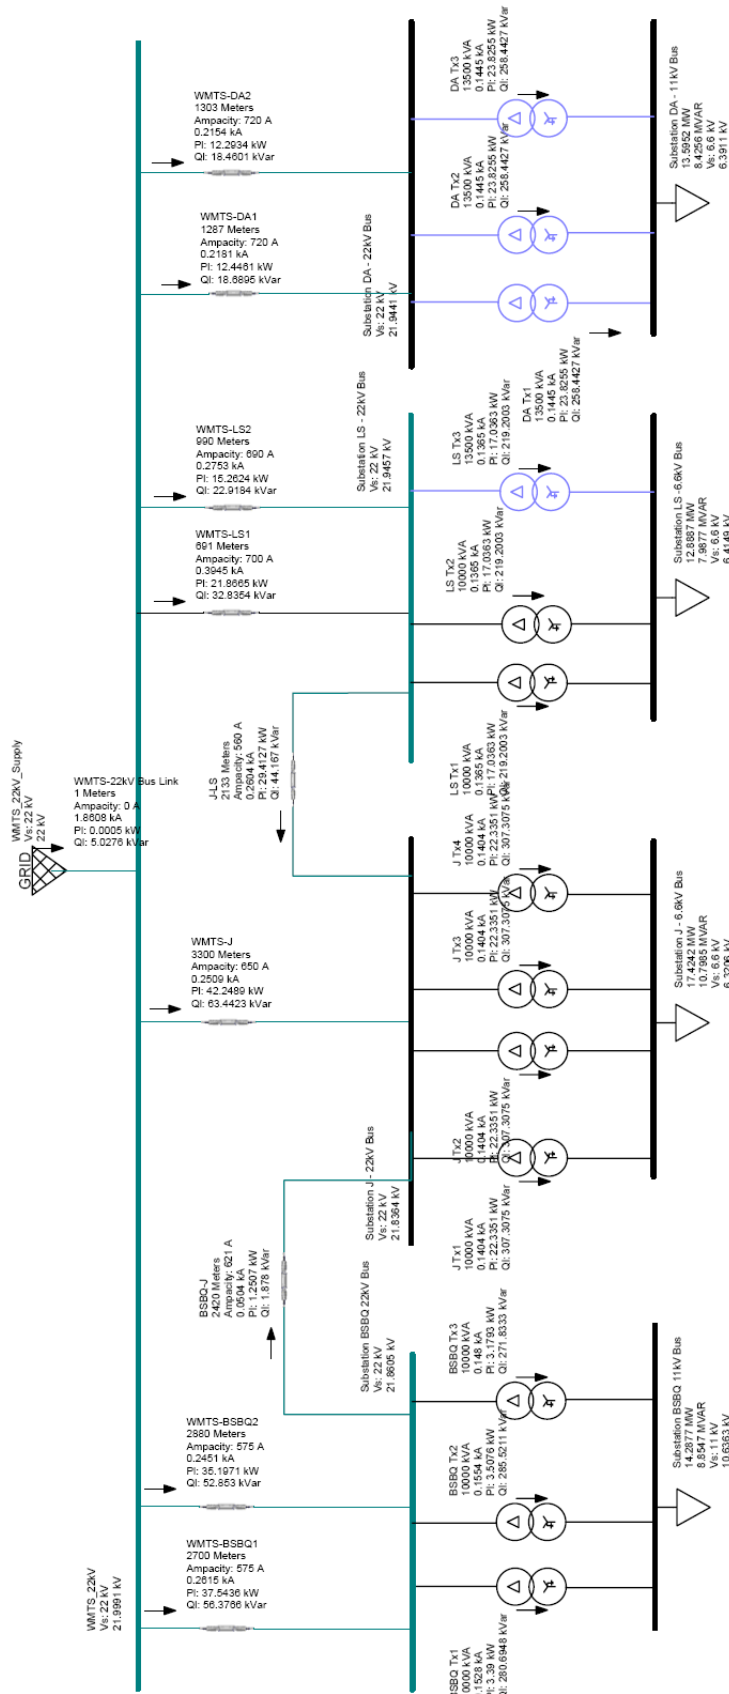 WMTS-DA2
1303 Meters
Ampacity: 720 A
0.2154 kA
Pl: 12.2934 kW
Ql: 18.4601 kVar
WMTS-DA1
1287 Meters
Ampacity: 720 A
0.2181 kA
Pl: 12.4461 kW
Ql: 18.6895 kVar
Substation DA - 22kV Bus
Vs: 22 kV
21.9441 kV
DA Tx3
13500 kVA
0.1445 kA
Pl: 23.8255 kW
Ql: 258.4427 kVar
DA Tx2
13500 kVA
0.1445 kA
Pl: 23.8255 kW
Ql: 258.4427 kVar
DA Tx1
13500 kVA
0.1445 kA
Pl: 23.8255 kW
Ql: 258.4427 kVar
Substation DA - 11kV Bus
13.5952 MW
8.4256 MVAR
Vs: 6.6 kV
6.3911 kV
WMTS-LS2
990 Meters
Ampacity: 690 A
0.2753 kA
Pl: 15.2624 kW
Ql: 22.9184 kVar
WMTS-LS1
691 Meters
Ampacity: 700 A
0.3945 kA
Pl: 21.8665 kW
Ql: 32.8354 kVar
Substation LS - 22kV Bus
Vs: 22 kV
21.9457 kV
LS Tx3
13500 kVA
0.1365 kA
Pl: 17.0363 kW
Ql: 219.2003 kVar
LS Tx2
10000 kVA
0.1365 kA
Pl: 17.0363 kW
Ql: 219.2003 kVar
LS Tx1
10000 kVA
0.1365 kA
Pl: 17.0363 kW
Ql: 219.2003 kVar
Substation LS -6.6kV Bus
12.8887 MW
7.9877 MVAR
Vs: 6.6 kV
6.4149 kV
J-LS
2133 Meters
Ampacity: 560 A
0.2604 kA
Pl: 29.4127 kW
Ql: 44.167 kVar
WMTS_22kV_Supply
Vs: 22 kV
22 kV
GRID
WMTS-22kV Bus Link
1 Meters
Ampacity: 0 A
1.8608 kA
Pl: 0.0005 kW
Ql: 5.0276 kVar
WMTS-J
3300 Meters
Ampacity: 650 A
0.2509 kA
Pl: 42.2489 kW
Ql: 63.4423 kVar
J Tx4
10000 kVA
0.1404 kA
Pl: 22.3351 kW
Ql: 307.3075 kVar
J Tx3
10000 kVA
0.1404 kA
Pl: 22.3351 kW
Ql: 307.3075 kVar
J Tx2
10000 kVA
0.1404 kA
Pl: 22.3351 kW
Ql: 307.3075 kVar
J Tx1
10000 kVA
0.1404 kA
Pl: 22.3351 kW
Ql: 307.3075 kVar
Substation J - 6.6kV Bus
17.4242 MW
10.7985 MVAR
Vs: 6.6 kV
6.3206 kV
Substation J - 22kV Bus
Vs: 22 kV
21.8364 kV
BSBQ-J
2420 Meters
Ampacity: 621 A
0.0504 kA
Pl: 1.2507 kW
Ql: 1.878 kVar
Substation BSBQ 22kV Bus
Vs: 22 kV
21.8605 kV
WMTS-BSBQ2
2880 Meters
Ampacity: 575 A
0.2451 kA
Pl: 35.1971 kW
Ql: 52.853 kVar
WMTS-BSBQ1
2700 Meters
Ampacity: 575 A
0.2615 kA
Pl: 37.5436 kW
Ql: 56.3766 kVar
WMTS_22kV
Vs: 22 kV
21.9991 kV
BSBQ Tx3
10000 kVA
0.148 kA
Pl: 3.1793 kW
Ql: 271.8333 kVar
BSBQ Tx2
10000 kVA
0.1554 kA
Pl: 3.5076 kW
Ql: 285.5211 kVar
BSBQ Tx1
0000 kVA
.1528 kA
Pl: 3.39 kW
Ql: 280.6948 kVar
Substation BSBQ 11kV Bus
14.2877 MW
8.8547 MVAR
Vs: 11 kV
10.6363 kV